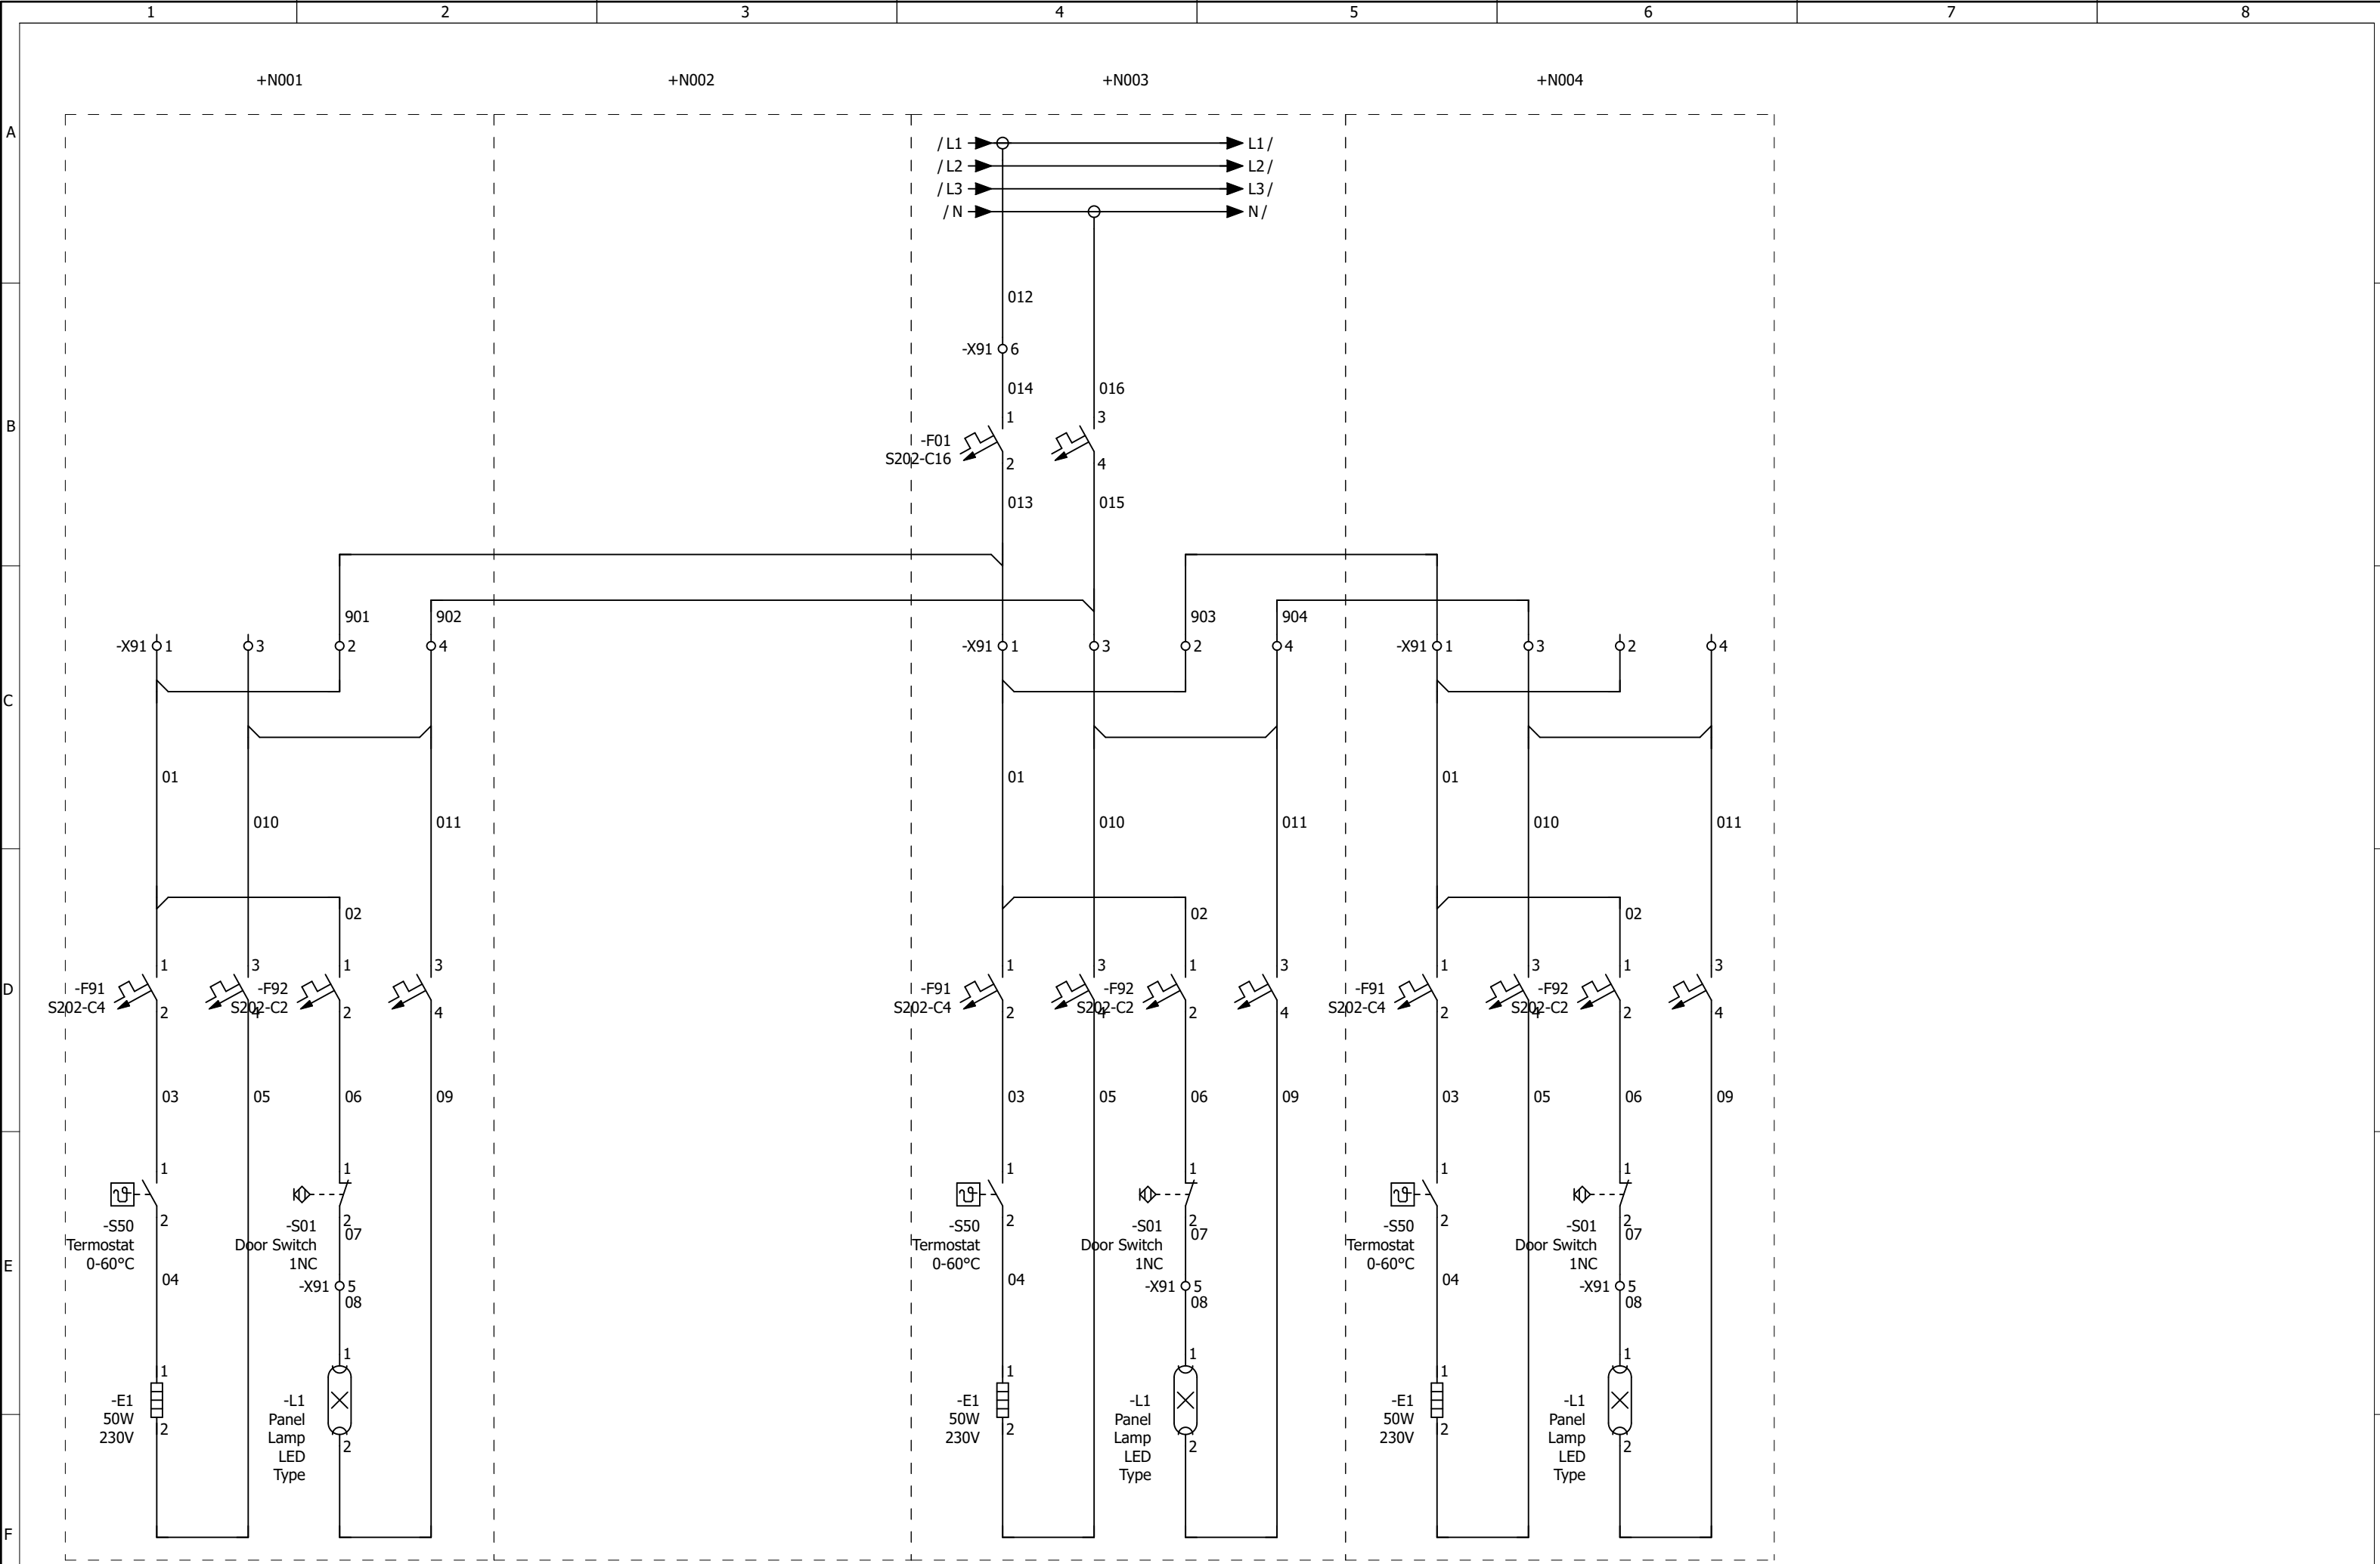 1 2 3 4 5 6 7 8
+N001 +N002 +N003 +N004
A
/ L1 L1 /
/ L2 L2 /
/ L3 L3 /
/ N N /
012
-X91 6
014 016
B
1 3
-F01
S202-C16
2 4
013 015
901 902 903 904
-X91 1 3 2 4 -X91 1 3 2 4 -X91 1 3 2 4
C
01 01 01
010 011 010 011 010 011
02 02 02
1 3 1 3 1 3 1 3 1 3 1 3
D
-F91 -F92 -F91 -F92 -F91 -F92
S202-C4 S202-C2 S202-C4 S202-C2 S202-C4 S202-C2
2 4 2 4 2 4 2 4 2 4 2 4
03 05 06 09 03 05 06 09 03 05 06 09
1 1 1 1 1 1
ϑ ϑ ϑ
2 2 2 2 2 2
-S50 -S01 07 -S50 -S01 07 -S50 -S01 07
Termostat Door Switch Termostat Door Switch Termostat Door Switch
0-60°C 1NC 0-60°C 1NC 0-60°C 1NC
E
04 -X91 5 04 -X91 5 04 -X91 5
08 08 08
1 1 1 1 1 1
-E1 -L1 -E1 -L1 -E1 -L1
50W Panel 50W Panel 50W Panel
2 2 2
230V Lamp 230V Lamp 230V Lamp
2 2 2
LED LED LED
Type Type Type
F